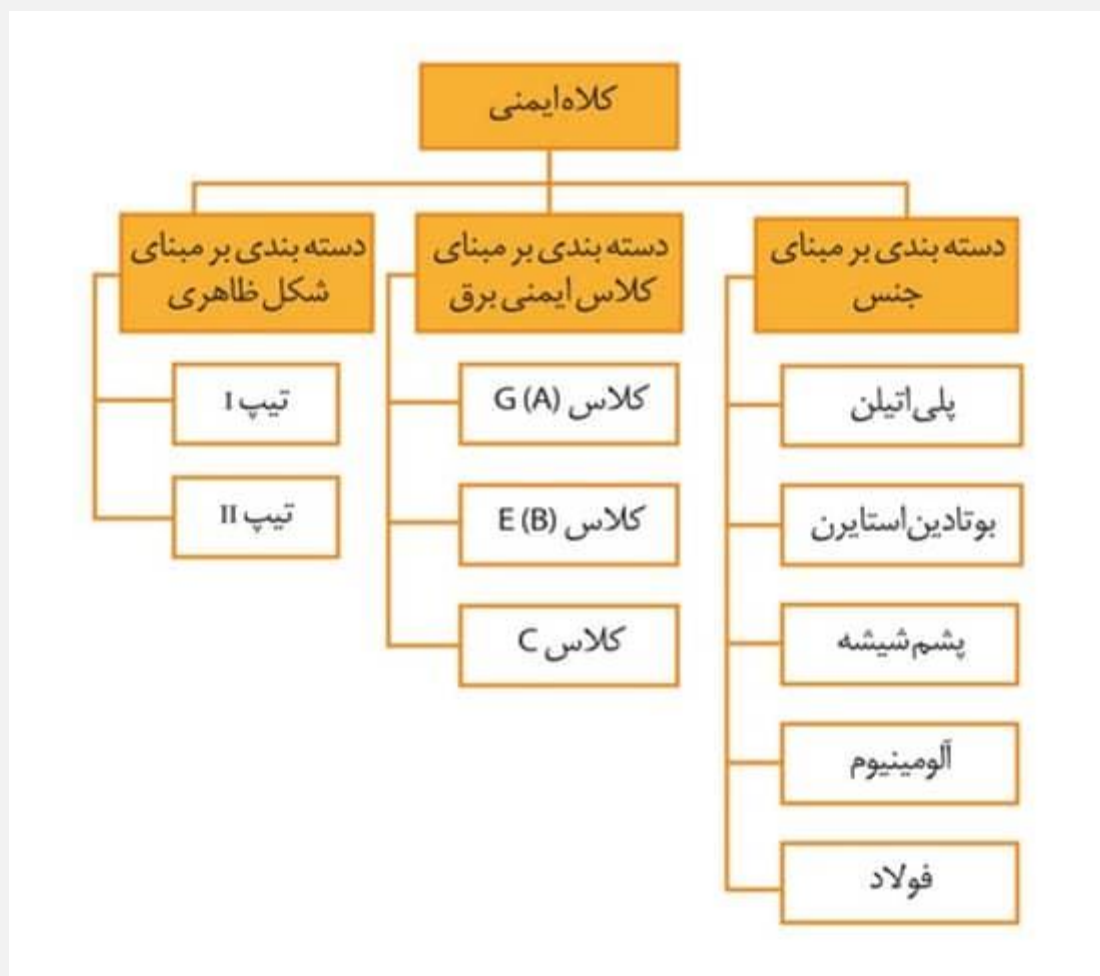 کلاه ایمنی
دسته بندی بر مبنای
جنس
پلی اتیلن
بوتادین استایرن
پشم شیشه
آلومینیوم
فولاد
دسته بندی بر مبنای
کلاس ایمنی برق
کلاس G (A)
کلاس E (B)
کلاس C
دسته بندی بر مبنای
شکل ظاهری
تیپ I
تیپ II